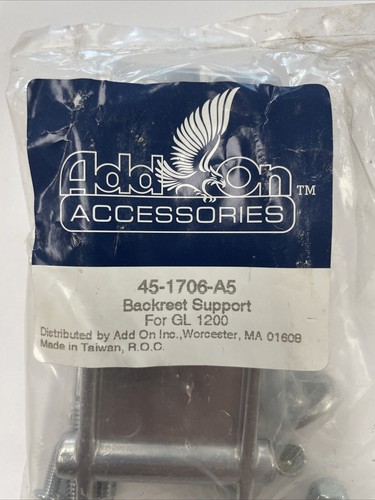 Add On ™
ACCESSORIES
45-1706-A5
Backrest Support
For GL 1200
Distributed by Add On Inc.,Worcester, MA 01608
Made in Taiwan, R.O.C.